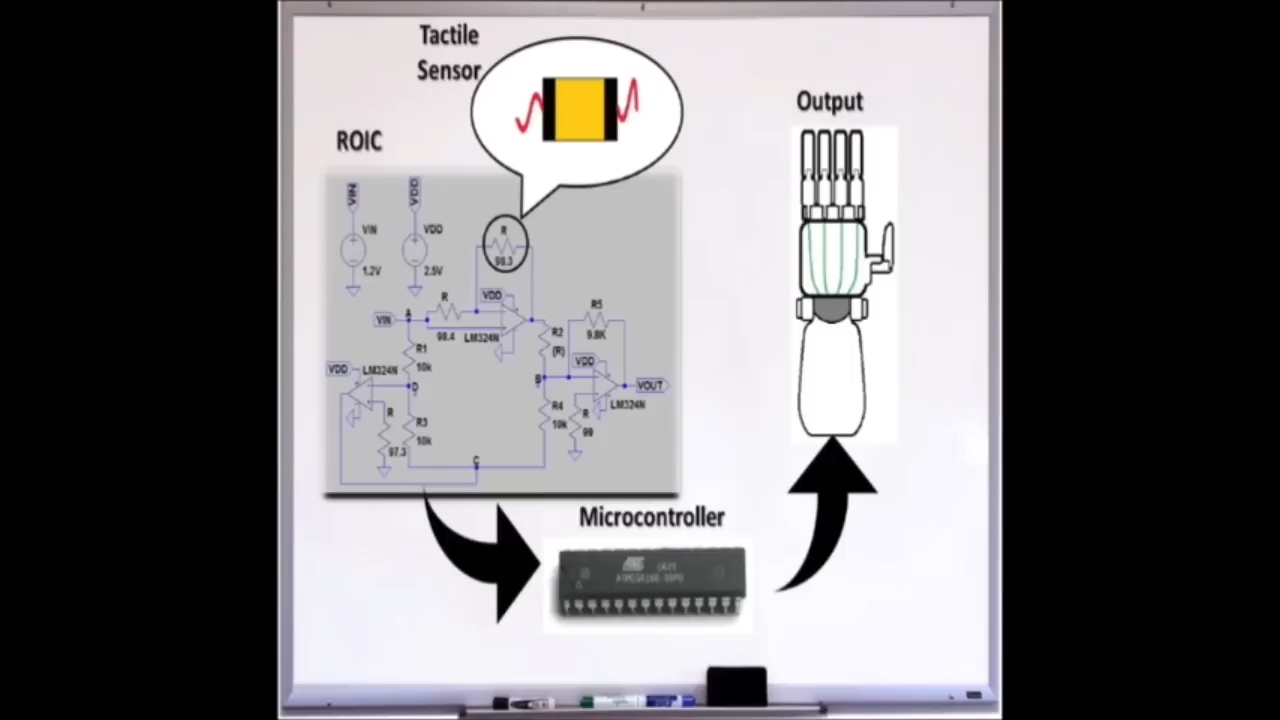 Tactile
Sensor
Output
ROIC
VIN
VDD
VIN
VDD
R
1.2V
2.5V
98.3
R
VDD
R5
A
VIN
98.4
LM324N
R2
9.8K
R1
{R}
VDD
10k
VDD
LM324N
B
D
VOUT
R
R4
LM324N
R3
10k
R
10k
99
97.3
C
Microcontroller